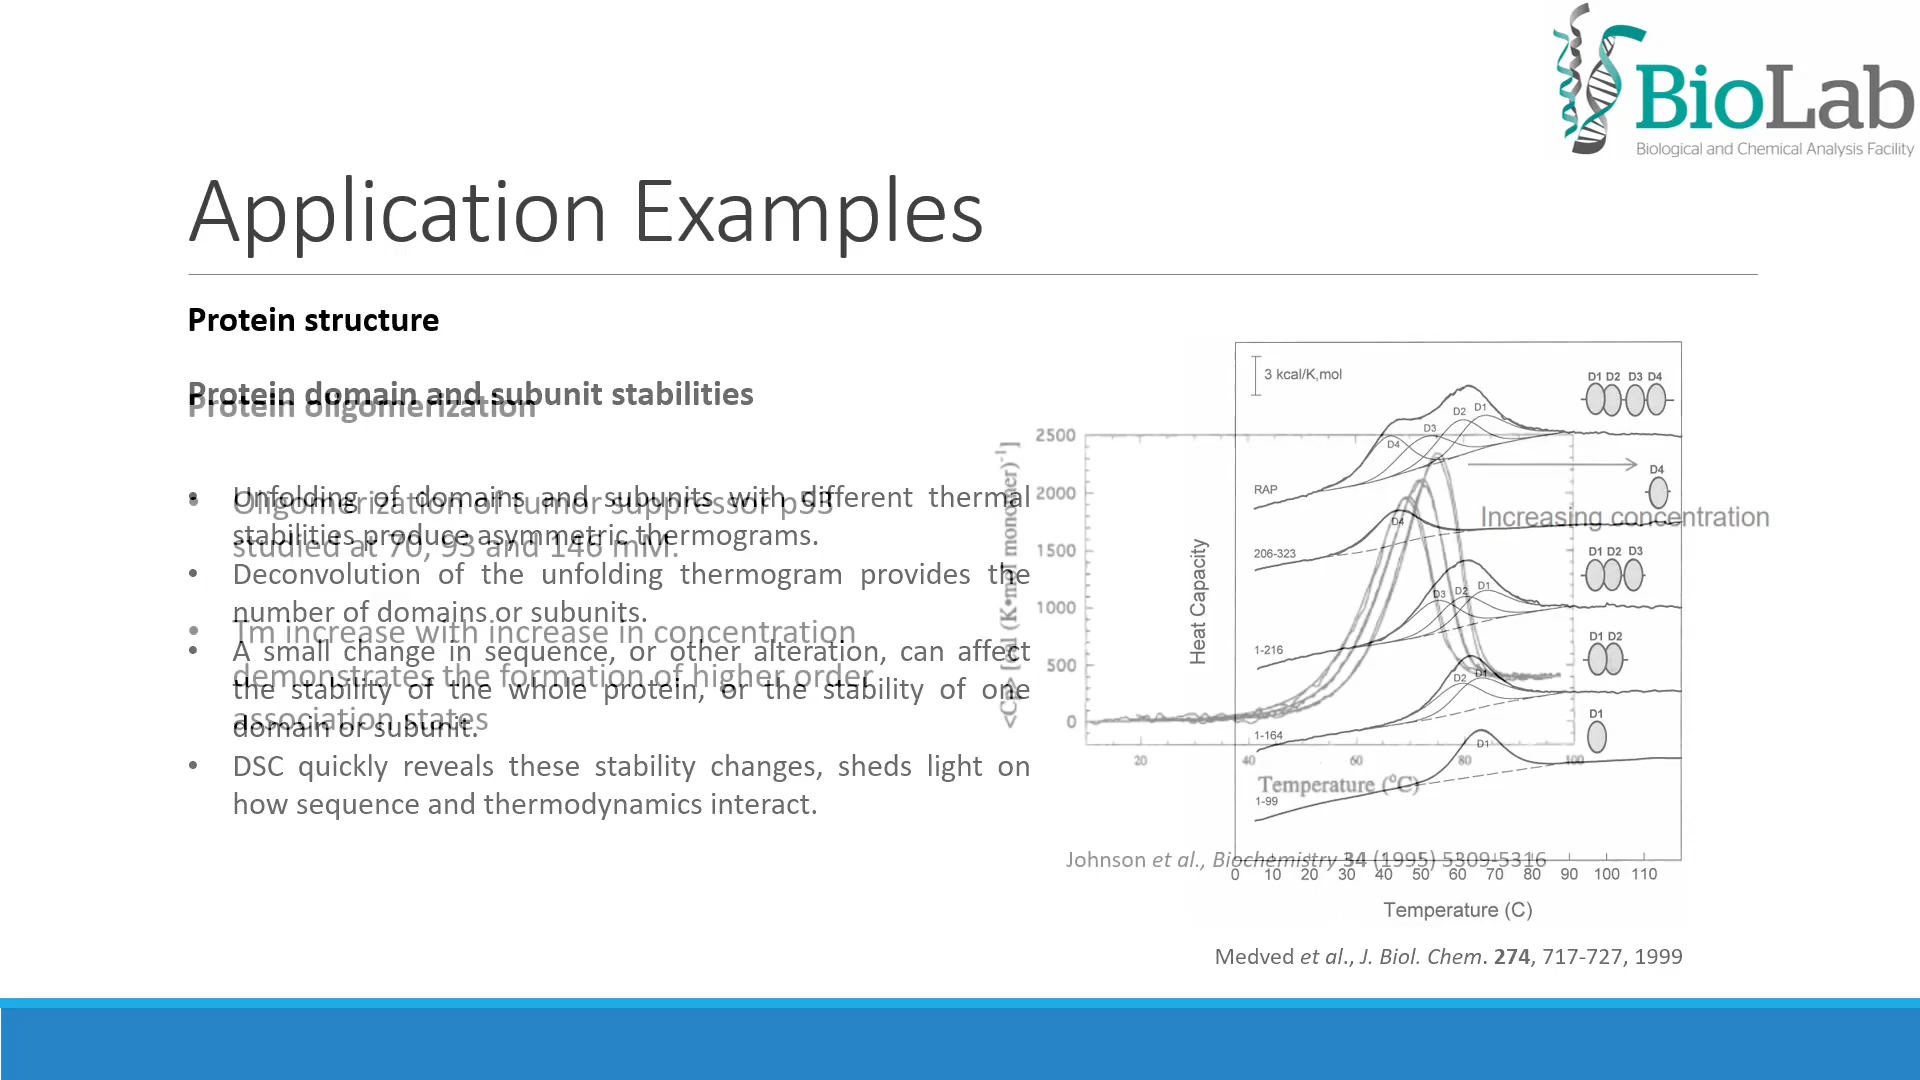 BioLab
Biological and Chemical Analysis Facility
Application Examples
Protein structure
Protein domain and subunit stabilities
Protein oligomerization
• Unfolding of domains and subunits with different thermal
stabilities produce asymmetric thermograms.
• Deconvolution of the unfolding thermogram provides the
number of domains or subunits.
• A small change in sequence, or other alteration, can affect
the stability of the whole protein, or the stability of one
domain or subunit.
• DSC quickly reveals these stability changes, sheds light on
how sequence and thermodynamics interact.
• Oligomerization of tumor suppressor p53
studied at 70, 93 and 146 mM.
• Tm increase with increase in concentration
demonstrates the formation of higher order
association states
2500
2000
1500
1000
500
0
20 40 60 80 100
Temperature (°C)
Increasing concentration
Johnson et al., Biochemistry 34 (1995) 5309-5316
3 kcal/K,mol
Heat Capacity
D1 D2 D3 D4
D4 D3 D2 D1
RAP
D4
D4
206-323
D1 D2 D3
D3 D2 D1
1-216
D1 D2
D2 D1
1-164
D1
D1
1-99
0 10 20 30 40 50 60 70 80 90 100 110
Temperature (C)
Medved et al., J. Biol. Chem. 274, 717-727, 1999